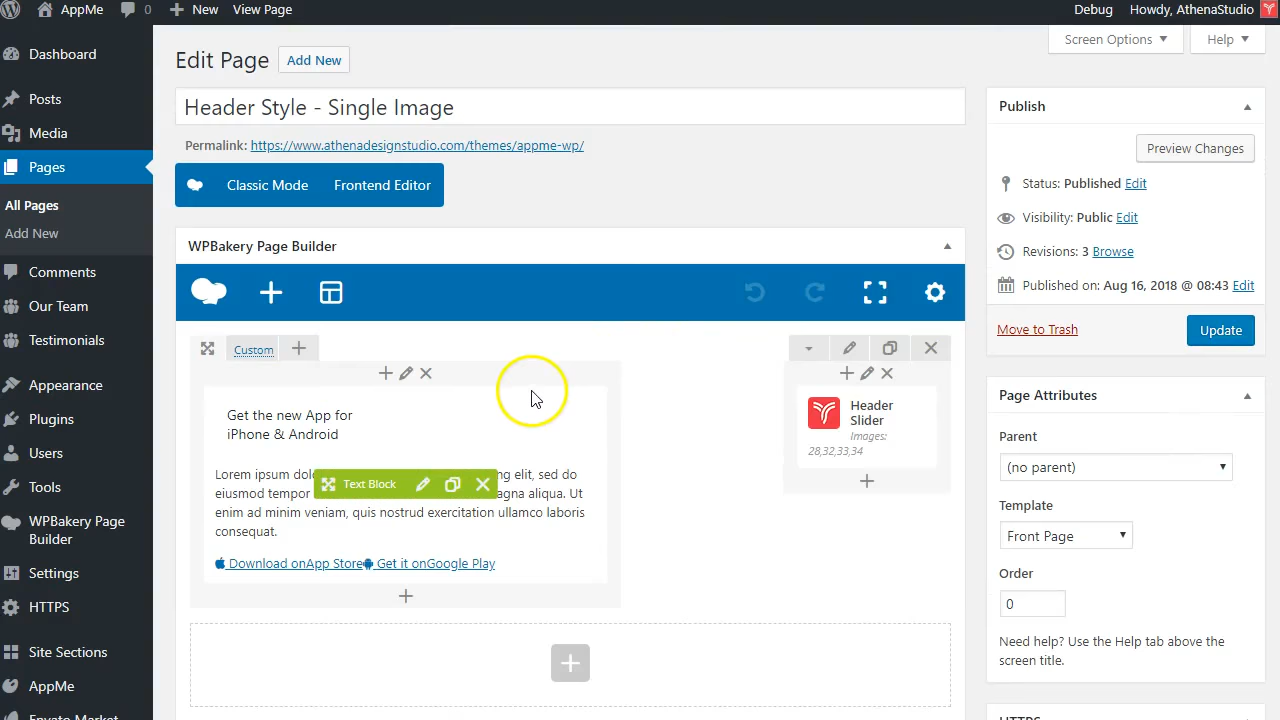 AppMe 0 New View Page Debug Howdy, AthenaStudio
Dashboard
Posts
Media
Pages
All Pages
Add New
Comments
Our Team
Testimonials
Appearance
Plugins
Users
Tools
WPBakery Page
Builder
Settings
HTTPS
Site Sections
AppMe
Envato Market
Screen Options Help
Edit Page Add New
Header Style - Single Image
Permalink: https://www.athenadesignstudio.com/themes/appme-wp/
Classic Mode Frontend Editor
WPBakery Page Builder
Custom
Get the new App for
iPhone & Android
Lorem ipsum dolo ng elit, sed do
eiusmod tempor Text Block agna aliqua. Ut
enim ad minim veniam, quis nostrud exercitation ullamco laboris
consequat.
Download onApp Store Get it onGoogle Play
Header
Slider
Images:
28,32,33,34
Publish
Preview Changes
Status: Published Edit
Visibility: Public Edit
Revisions: 3 Browse
Published on: Aug 16, 2018 @ 08:43 Edit
Move to Trash Update
Page Attributes
Parent
(no parent)
Template
Front Page
Order
0
Need help? Use the Help tab above the
screen title.
HTTPS